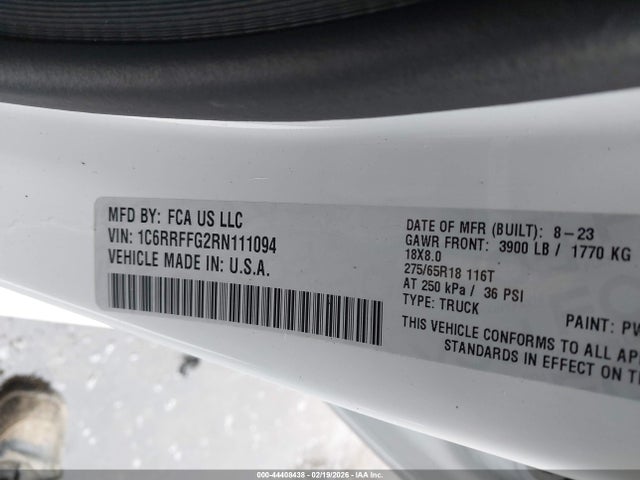 MFD BY: FCA US LLC
VIN: 1C6RRFFG2RN111094
VEHICLE MADE IN: U.S.A.
DATE OF MFR (BUILT): 8-23
GAWR FRONT: 3900 LB / 1770 KG
18X8.0
275/65R18 116T
AT 250 kPa / 36 PSI
TYPE: TRUCK
PAINT: PW
THIS VEHICLE CONFORMS TO ALL APP
STANDARDS IN EFFECT ON T
000-44408438 - 02/19/2026 - IAA Inc.